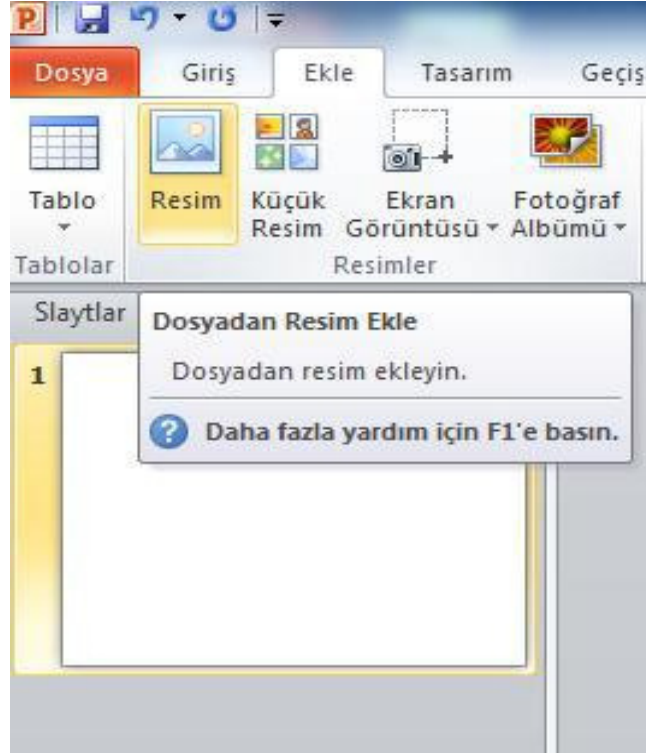 Dosya Giriş Ekle Tasarım Geçiş
Tablo Resim Küçük Resim Ekran Görüntüsü Fotoğraf Albümü
Tablolar Resimler
Slaytlar
Dosyadan Resim Ekle
Dosyadan resim ekleyin.
Daha fazla yardım için F1'e basın.
1